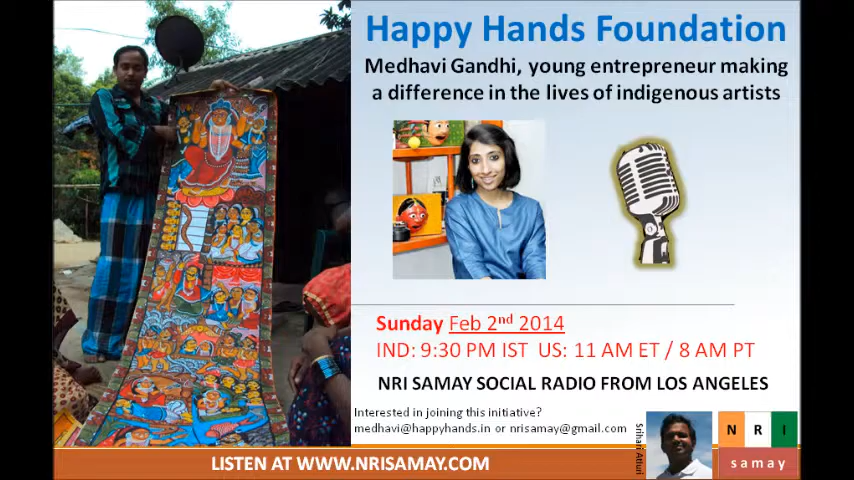 Happy Hands Foundation
Medhavi Gandhi, young entrepreneur making
a difference in the lives of indigenous artists
Sunday Feb 2nd 2014
IND: 9:30 PM IST US: 11 AM ET / 8 AM PT
NRI SAMAY SOCIAL RADIO FROM LOS ANGELES
Interested in joining this initiative?
medhavi@happyhands.in or nrisamay@gmail.com
Srihari Atluri
N R I
samay
LISTEN AT WWW.NRISAMAY.COM